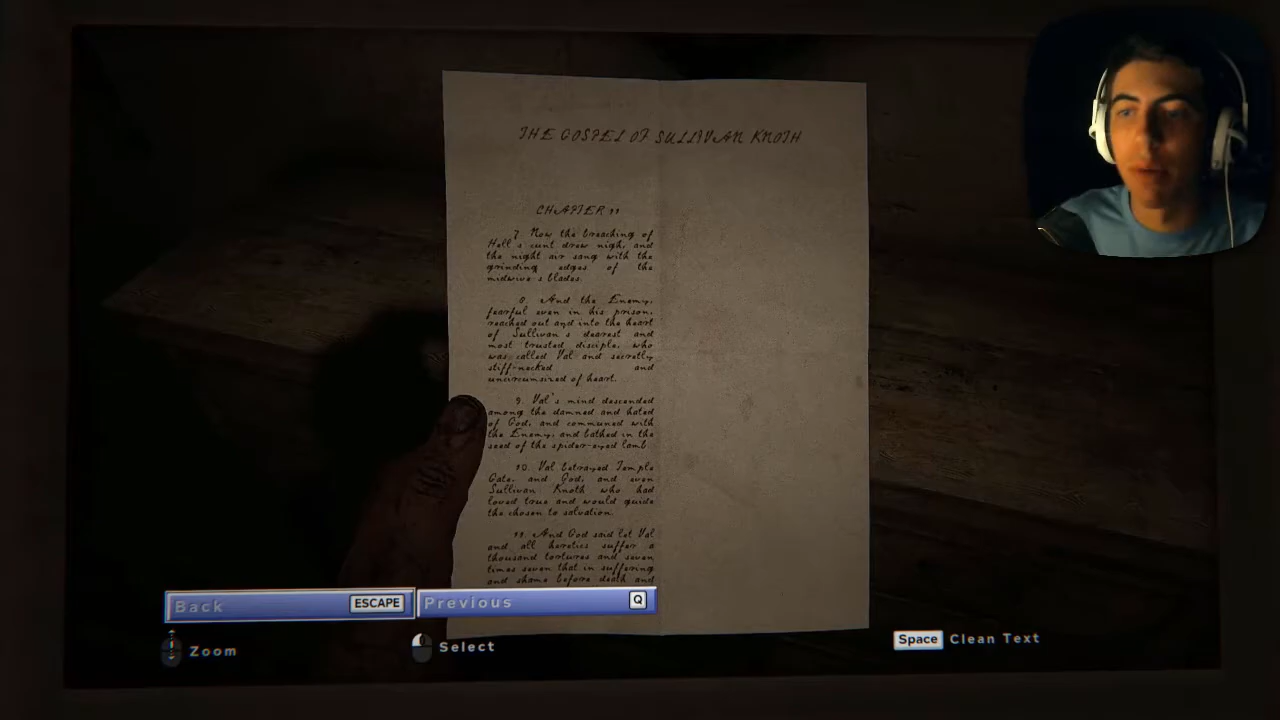 THE GOSPEL OF SULLIVAN KNOTH
CHAPTER 11
7. Now the breaching of
Hell's cunt drew nigh, and
the night air sang with the
grinding edges of the
midwive's blades.
8. And the Enemy,
fearful even in his prison,
reached out and into the heart
of Sullivan's dearest and
most trusted disciple, who
was called Val and secretly
stiff-necked and
uncircumsized of heart.
9. Val's mind descended
among the damned and hated
of God, and communed with
the Enemy, and bathed in the
seed of the spider-eyed lamb
10. Val betrayed Temple
Gate, and God, and even
Sullivan Knoth who had
loved true and would guide
the chosen to salvation.
11. And God said let Val
and all heretics suffer a
thousand tortures and seven
times seven that in suffering
and shame before death and
Back ESCAPE Previous Q
Zoom Select Space Clean Text